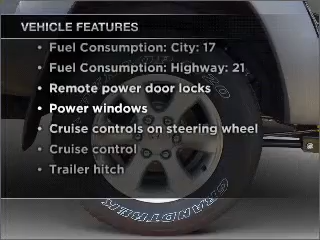 VEHICLE FEATURES
• Fuel Consumption: City: 17
• Fuel Consumption: Highway: 21
• Remote power door locks
• Power windows
• Cruise controls on steering wheel
• Cruise control
• Trailer hitch